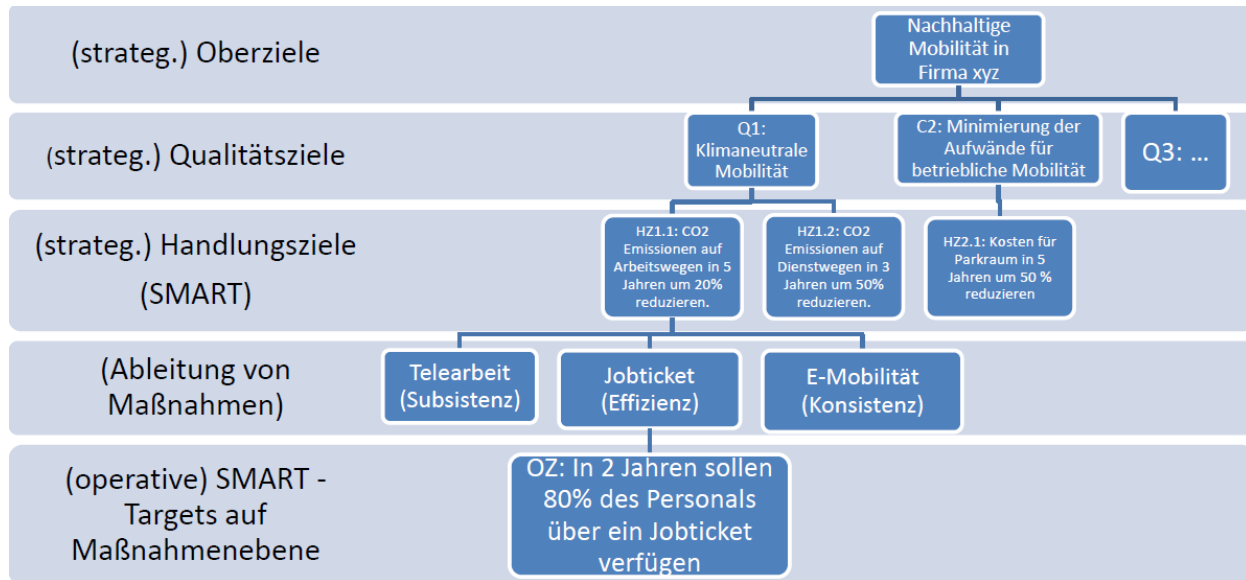 (strateg.) Oberziele
Nachhaltige
Mobilität in
Firma xyz
(strateg.) Qualitätsziele
Q1:
Klimaneutrale
Mobilität
C2: Minimierung der
Aufwände für
betriebliche Mobilität
Q3: ...
(strateg.) Handlungsziele
(SMART)
HZ1.1: CO2
Emissionen auf
Arbeitswegen in 5
Jahren um 20%
reduzieren.
HZ1.2: CO2
Emissionen auf
Dienstwegen in 3
Jahren um 50%
reduzieren.
HZ2.1: Kosten für
Parkraum in 5
Jahren um 50 %
reduzieren
(Ableitung von
Maßnahmen)
Telearbeit
(Subsistenz)
Jobticket
(Effizienz)
E-Mobilität
(Konsistenz)
(operative) SMART -
Targets auf
Maßnahmenebene
OZ: In 2 Jahren sollen
80% des Personals
über ein Jobticket
verfügen